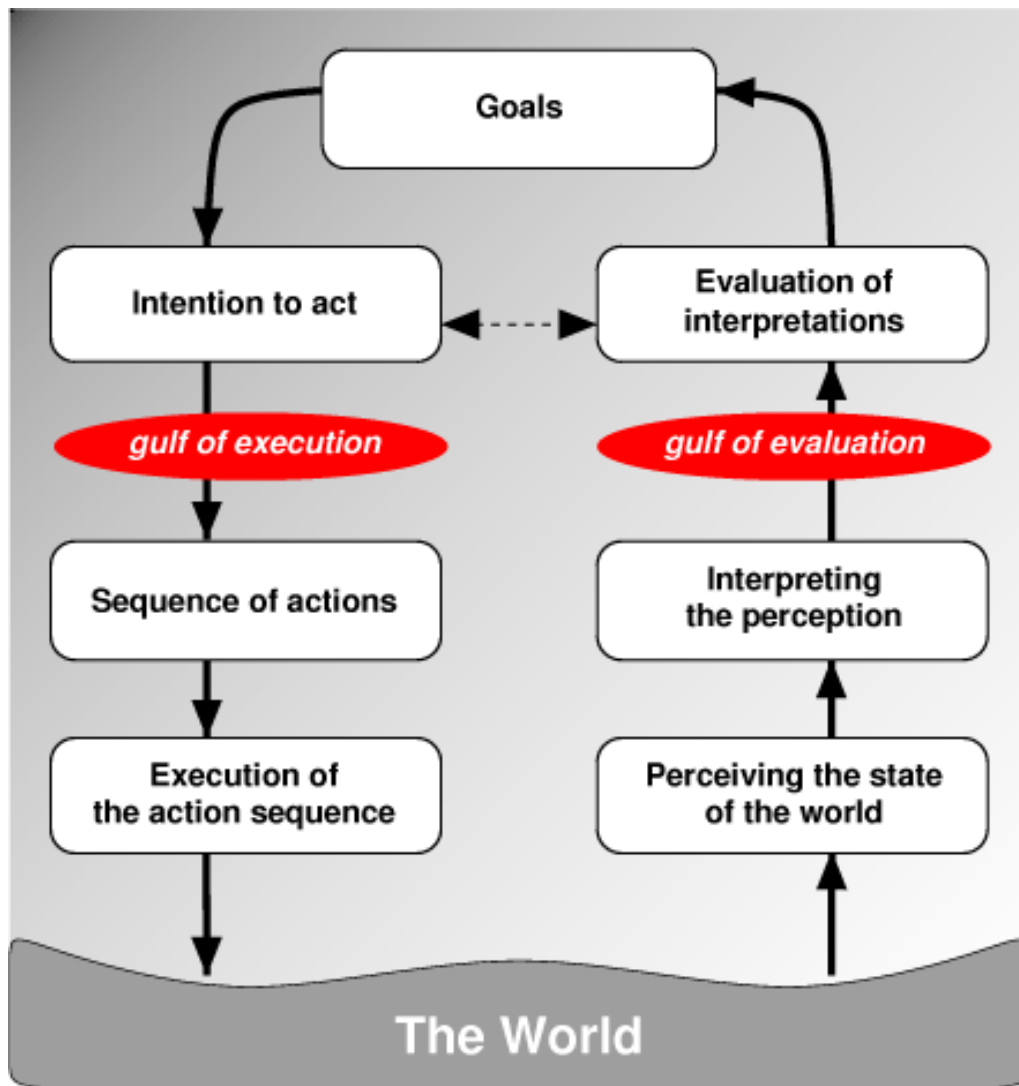 Goals
Intention to act
Evaluation of
interpretations
gulf of execution
gulf of evaluation
Sequence of actions
Interpreting
the perception
Execution of
the action sequence
Perceiving the state
of the world
The World